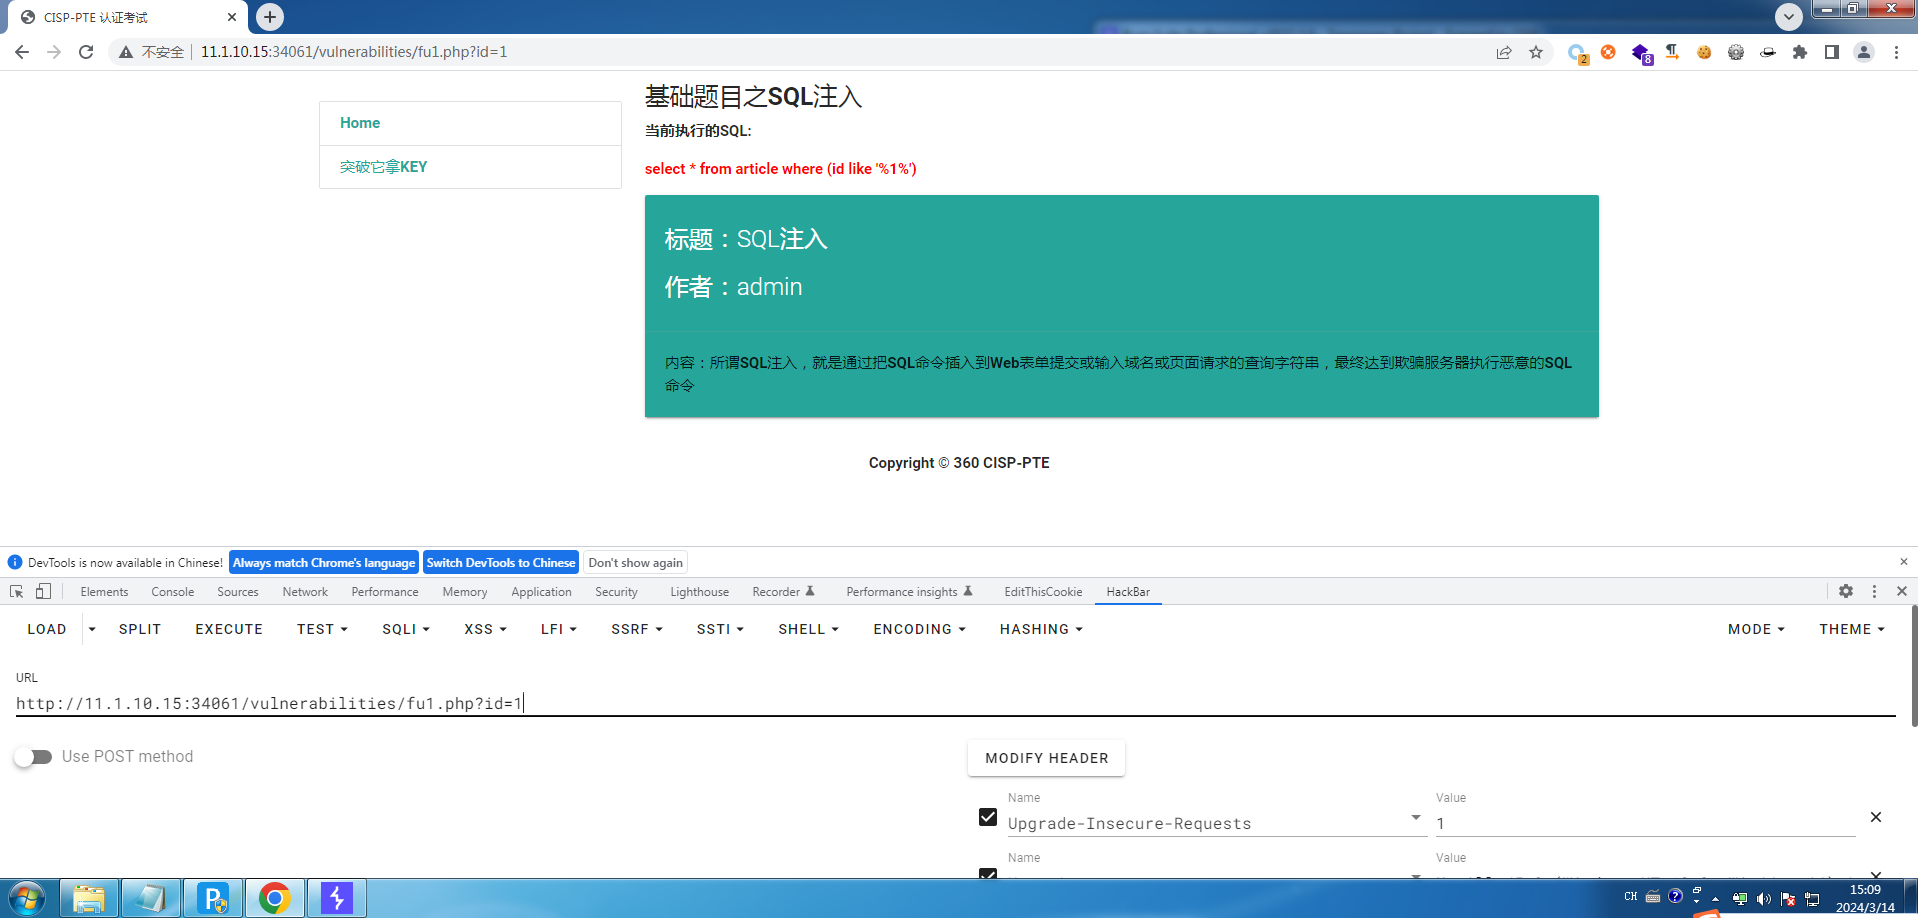 CISP-PTE 认证考试
不安全 11.1.10.15:34061/vulnerabilities/fu1.php?id=1
2
8
Home
突破它拿KEY
基础题目之SQL注入
当前执行的SQL:
select * from article where (id like '%1%')
标题：SQL注入
作者：admin
内容：所谓SQL注入，就是通过把SQL命令插入到Web表单提交或输入域名或页面请求的查询字符串，最终达到欺骗服务器执行恶意的SQL
命令
Copyright © 360 CISP-PTE
DevTools is now available in Chinese! Always match Chrome's language Switch DevTools to Chinese Don't show again
Elements Console Sources Network Performance Memory Application Security Lighthouse Recorder Performance insights EditThisCookie HackBar
LOAD SPLIT EXECUTE TEST SQLI XSS LFI SSRF SSTI SHELL ENCODING HASHING MODE THEME
URL
http://11.1.10.15:34061/vulnerabilities/fu1.php?id=1
Use POST method
MODIFY HEADER
Name Value
Upgrade-Insecure-Requests 1
Name Value
CH
15:09
2024/3/14